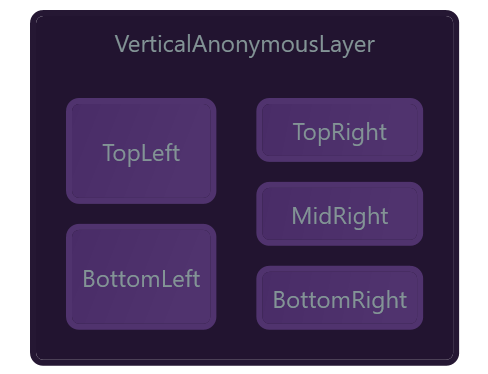 VerticalAnonymousLayer
TopLeft
BottomLeft
TopRight
MidRight
BottomRight